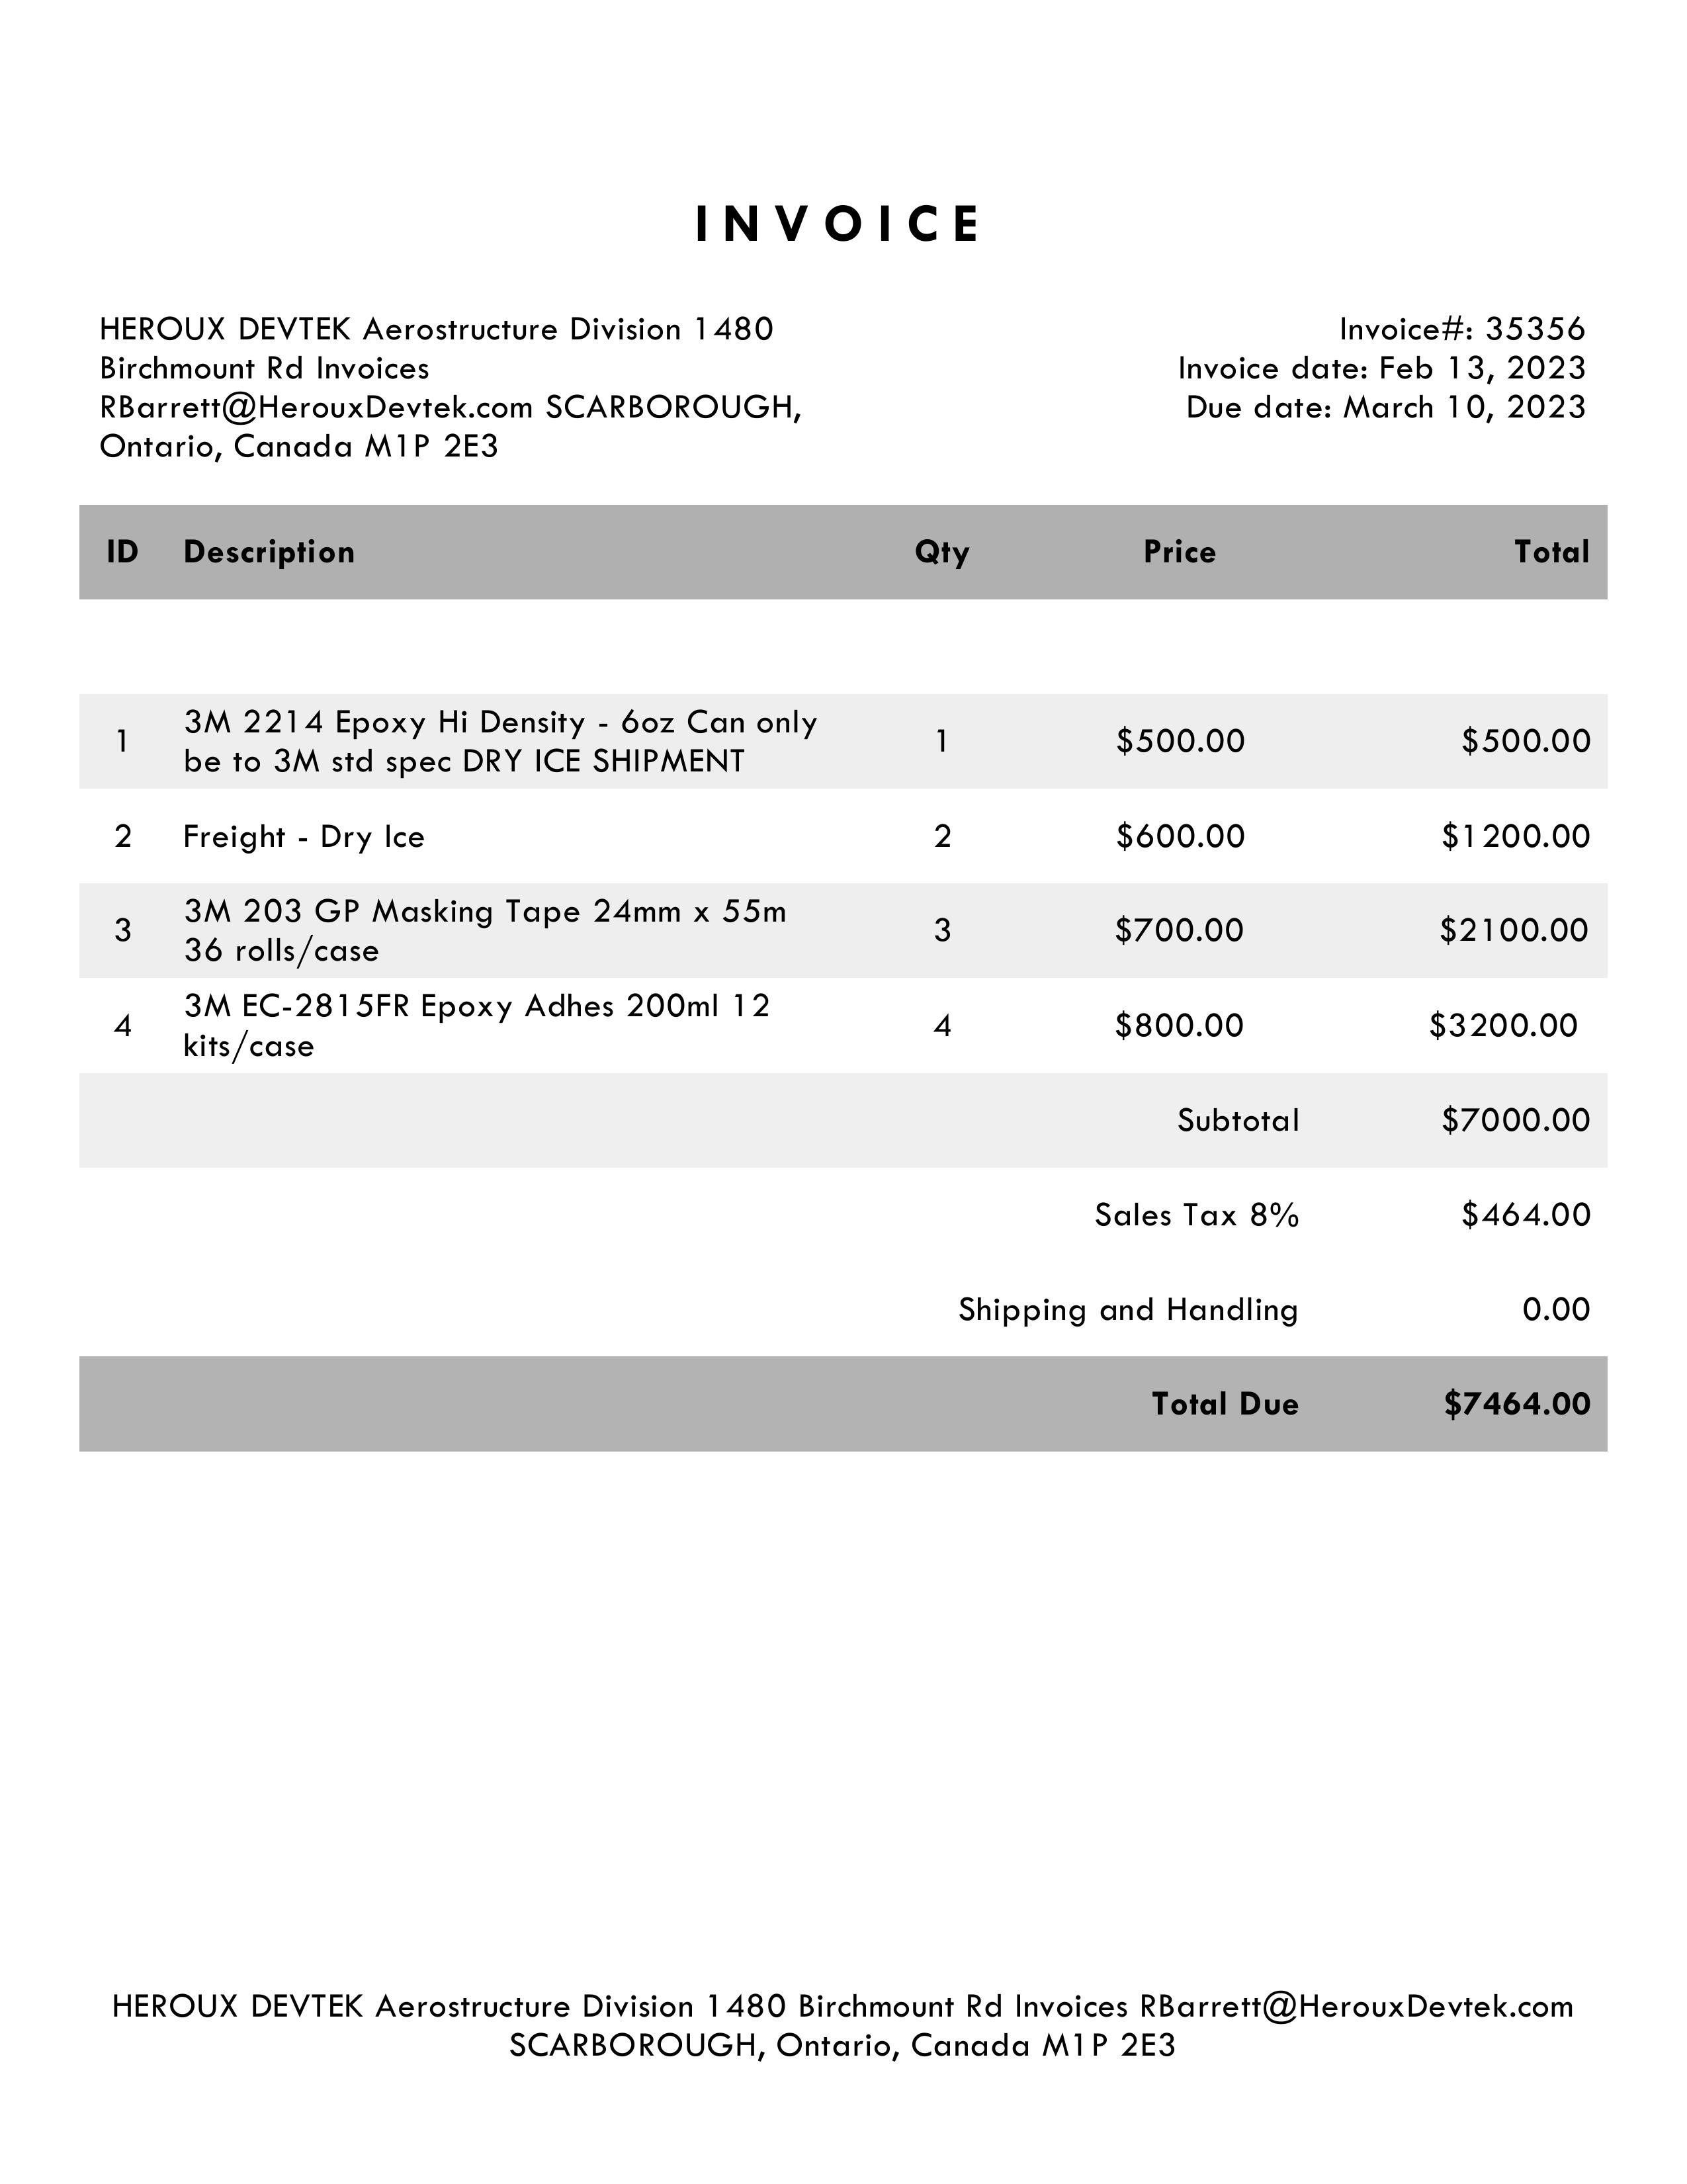 INVOICE
HEROUX DEVTEK Aerostructure Division 1480
Birchmount Rd Invoices
RBarrett@HerouxDevtek.com SCARBOROUGH,
Ontario, Canada M1P 2E3
Invoice#: 35356
Invoice date: Feb 13, 2023
Due date: March 10, 2023
ID Description Qty Price Total
1 3M 2214 Epoxy Hi Density - 6oz Can only
be to 3M std spec DRY ICE SHIPMENT 1 $500.00 $500.00
2 Freight - Dry Ice 2 $600.00 $1200.00
3 3M 203 GP Masking Tape 24mm x 55m
36 rolls/case 3 $700.00 $2100.00
4 3M EC-2815FR Epoxy Adhes 200ml 12
kits/case 4 $800.00 $3200.00
Subtotal $7000.00
Sales Tax 8% $464.00
Shipping and Handling 0.00
Total Due $7464.00
HEROUX DEVTEK Aerostructure Division 1480 Birchmount Rd Invoices RBarrett@HerouxDevtek.com
SCARBOROUGH, Ontario, Canada M1P 2E3